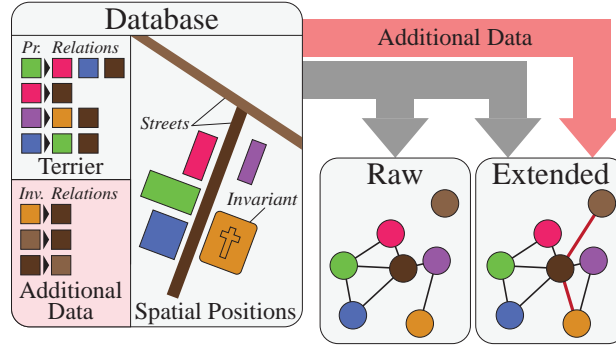 Database
Pr. Relations
Terrier
Inv. Relations
Additional
Data
Streets
Invariant
Spatial Positions
Additional Data
Raw
Extended